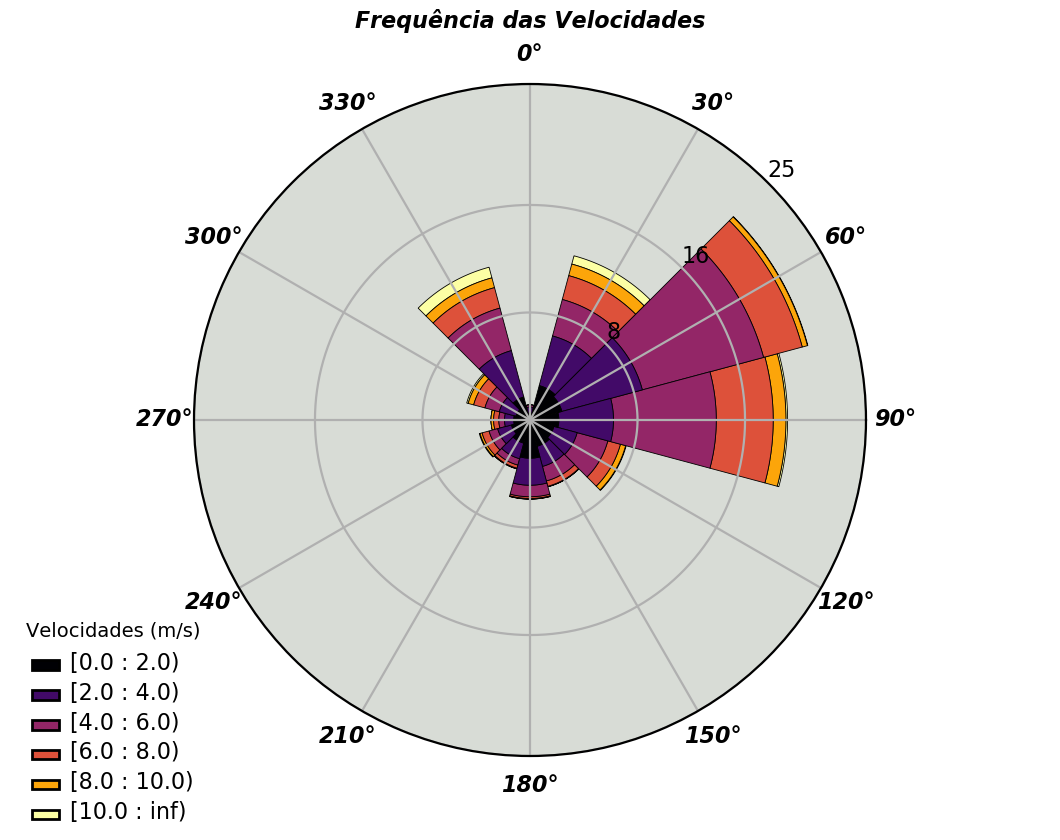 Frequência das Velocidades
0°
330°
30°
25
300°
60°
16
8
270°
90°
240°
120°
Velocidades (m/s)
[0.0 : 2.0)
[2.0 : 4.0)
[4.0 : 6.0)
210°
150°
[6.0 : 8.0)
180°
[8.0 : 10.0)
[10.0 : inf)